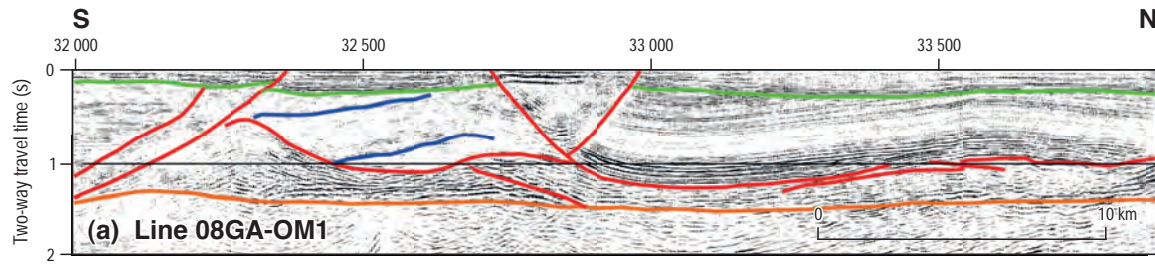 S N
32 000 32 500 33 000 33 500
Two-way travel time (s)
0
1
2
0 10 km
(a) Line 08GA-OM1